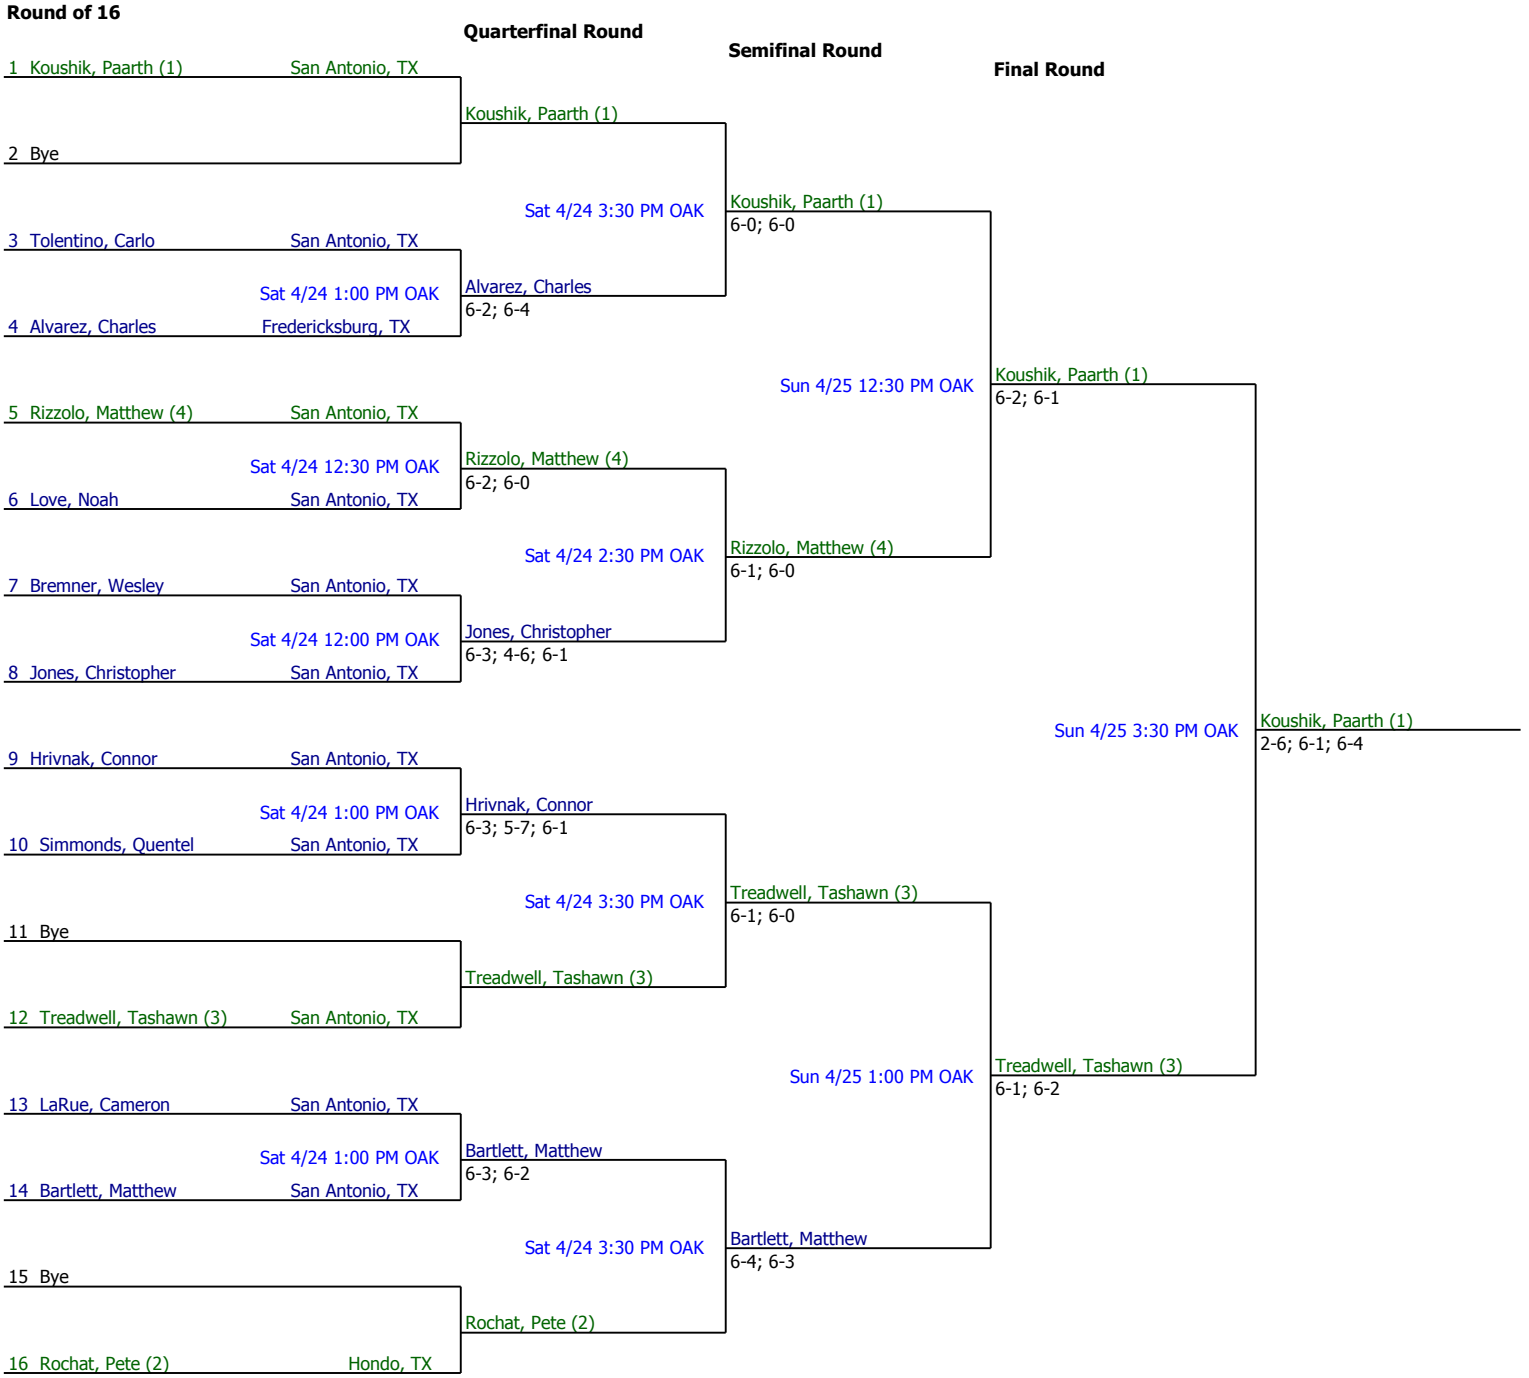 Round of 16
Quarterfinal Round
Semifinal Round
Final Round
1 Koushik, Paarth (1) San Antonio, TX
Koushik, Paarth (1)
2 Bye
Koushik, Paarth (1)
Sat 4/24 3:30 PM OAK
6-0; 6-0
3 Tolentino, Carlo San Antonio, TX
Alvarez, Charles
Sat 4/24 1:00 PM OAK
6-2; 6-4
4 Alvarez, Charles Fredericksburg, TX
Koushik, Paarth (1)
Sun 4/25 12:30 PM OAK
6-2; 6-1
5 Rizzolo, Matthew (4) San Antonio, TX
Rizzolo, Matthew (4)
Sat 4/24 12:30 PM OAK
6-2; 6-0
6 Love, Noah San Antonio, TX
Rizzolo, Matthew (4)
Sat 4/24 2:30 PM OAK
6-1; 6-0
7 Bremner, Wesley San Antonio, TX
Jones, Christopher
Sat 4/24 12:00 PM OAK
6-3; 4-6; 6-1
8 Jones, Christopher San Antonio, TX
Koushik, Paarth (1)
Sun 4/25 3:30 PM OAK
2-6; 6-1; 6-4
9 Hrivnak, Connor San Antonio, TX
Hrivnak, Connor
Sat 4/24 1:00 PM OAK
6-3; 5-7; 6-1
10 Simmonds, Quentel San Antonio, TX
Treadwell, Tashawn (3)
Sat 4/24 3:30 PM OAK
6-1; 6-0
11 Bye
Treadwell, Tashawn (3)
12 Treadwell, Tashawn (3) San Antonio, TX
Treadwell, Tashawn (3)
Sun 4/25 1:00 PM OAK
6-1; 6-2
13 LaRue, Cameron San Antonio, TX
Bartlett, Matthew
Sat 4/24 1:00 PM OAK
6-3; 6-2
14 Bartlett, Matthew San Antonio, TX
Bartlett, Matthew
Sat 4/24 3:30 PM OAK
6-4; 6-3
15 Bye
Rochat, Pete (2)
16 Rochat, Pete (2) Hondo, TX